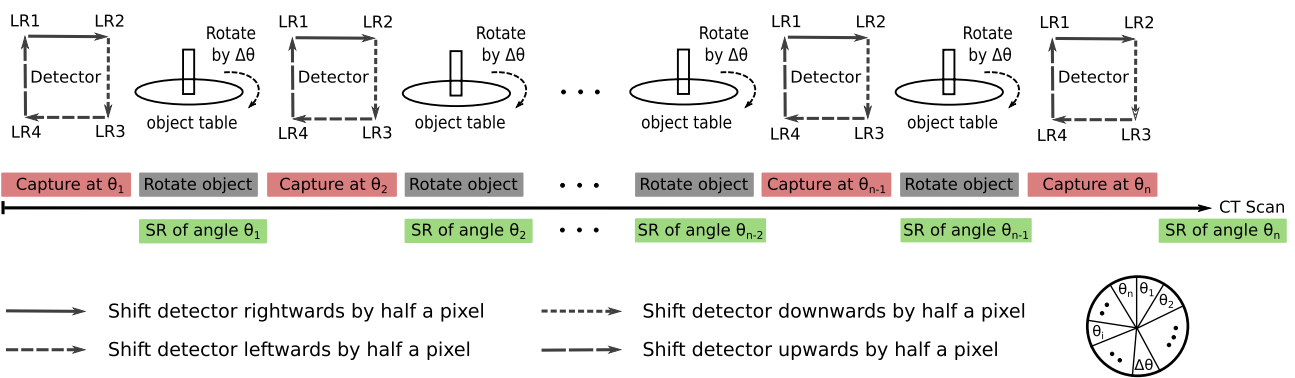 LR1 LR2
Detector
LR4 LR3
Rotate
by Δθ
object table
LR1 LR2
Detector
LR4 LR3
Rotate
by Δθ
object table
• • •
Rotate
by Δθ
object table
LR1 LR2
Detector
LR4 LR3
Rotate
by Δθ
object table
LR1 LR2
Detector
LR4 LR3
Capture at θ1 Rotate object Capture at θ2 Rotate object • • • Rotate object Capture at θn-1 Rotate object Capture at θn
CT Scan
SR of angle θ1 SR of angle θ2 • • • SR of angle θn-2 SR of angle θn-1 SR of angle θn
Shift detector rightwards by half a pixel
Shift detector downwards by half a pixel
Shift detector leftwards by half a pixel
Shift detector upwards by half a pixel
θn θ1 θ2
θi
Δθ